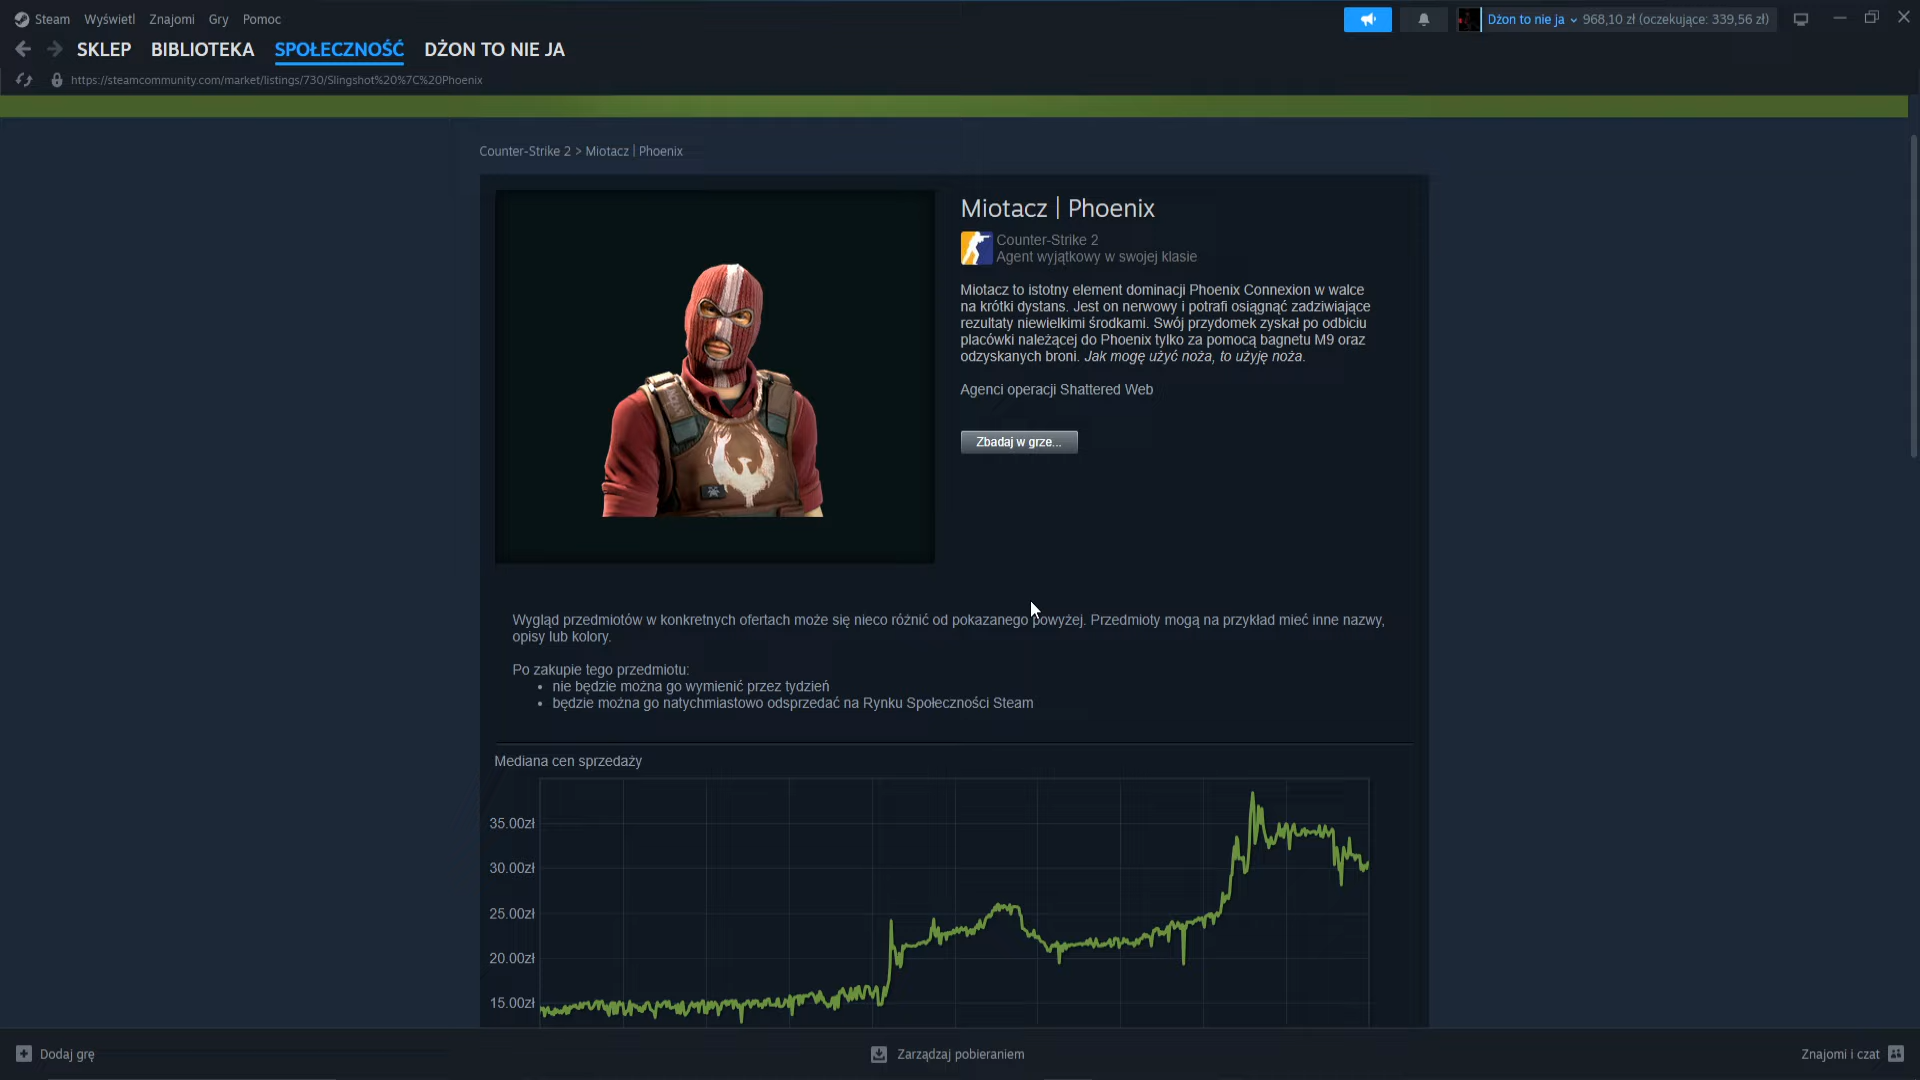 Steam Wyświetl Znajomi Gry Pomoc
Dżon to nie ja 968,10 zł (oczekujące: 339,56 zł)
SKLEP BIBLIOTEKA SPOŁECZNOŚĆ DŻON TO NIE JA
https://steamcommunity.com/market/listings/730/Slingshot%20%7C%20Phoenix
Counter-Strike 2 > Miotacz | Phoenix
Miotacz | Phoenix
Counter-Strike 2
Agent wyjątkowy w swojej klasie
Miotacz to istotny element dominacji Phoenix Connexion w walce
na krótki dystans. Jest on nerwowy i potrafi osiągnąć zadziwiające
rezultaty niewielkimi środkami. Swój przydomek zyskał po odbiciu
placówki należącej do Phoenix tylko za pomocą bagnetu M9 oraz
odzyskanych broni. Jak mogę użyć noża, to użyję noża.
Agenci operacji Shattered Web
Zbadaj w grze...
Wygląd przedmiotów w konkretnych ofertach może się nieco różnić od pokazanego powyżej. Przedmioty mogą na przykład mieć inne nazwy,
opisy lub kolory.
Po zakupie tego przedmiotu:
• nie będzie można go wymienić przez tydzień
• będzie można go natychmiastowo odsprzedać na Rynku Społeczności Steam
Mediana cen sprzedaży
35.00zł
30.00zł
25.00zł
20.00zł
15.00zł
Dodaj grę
Zarządzaj pobieraniem
Znajomi i czat